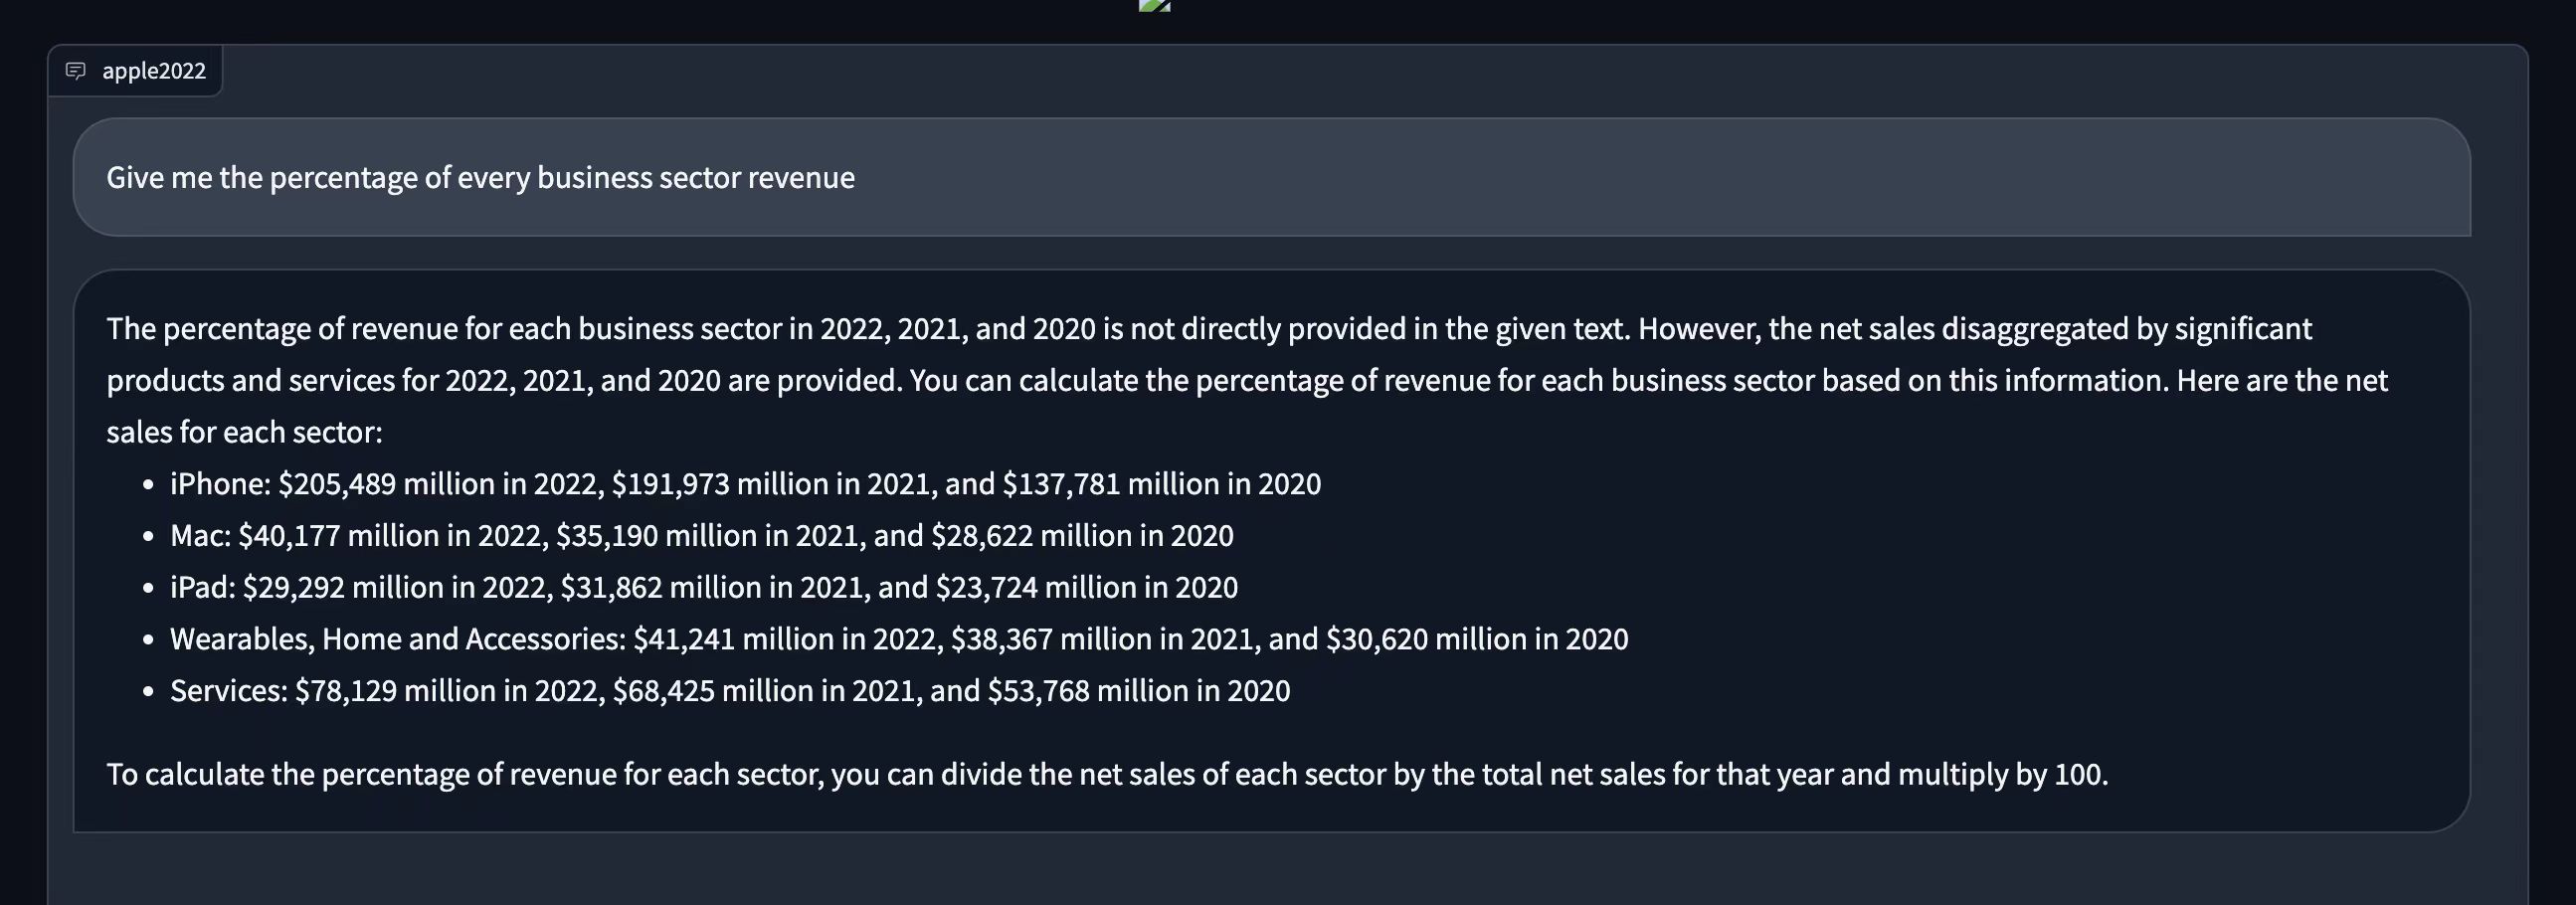 apple2022
Give me the percentage of every business sector revenue
The percentage of revenue for each business sector in 2022, 2021, and 2020 is not directly provided in the given text. However, the net sales disaggregated by significant
products and services for 2022, 2021, and 2020 are provided. You can calculate the percentage of revenue for each business sector based on this information. Here are the net
sales for each sector:
• iPhone: $205,489 million in 2022, $191,973 million in 2021, and $137,781 million in 2020
• Mac: $40,177 million in 2022, $35,190 million in 2021, and $28,622 million in 2020
• iPad: $29,292 million in 2022, $31,862 million in 2021, and $23,724 million in 2020
• Wearables, Home and Accessories: $41,241 million in 2022, $38,367 million in 2021, and $30,620 million in 2020
• Services: $78,129 million in 2022, $68,425 million in 2021, and $53,768 million in 2020
To calculate the percentage of revenue for each sector, you can divide the net sales of each sector by the total net sales for that year and multiply by 100.